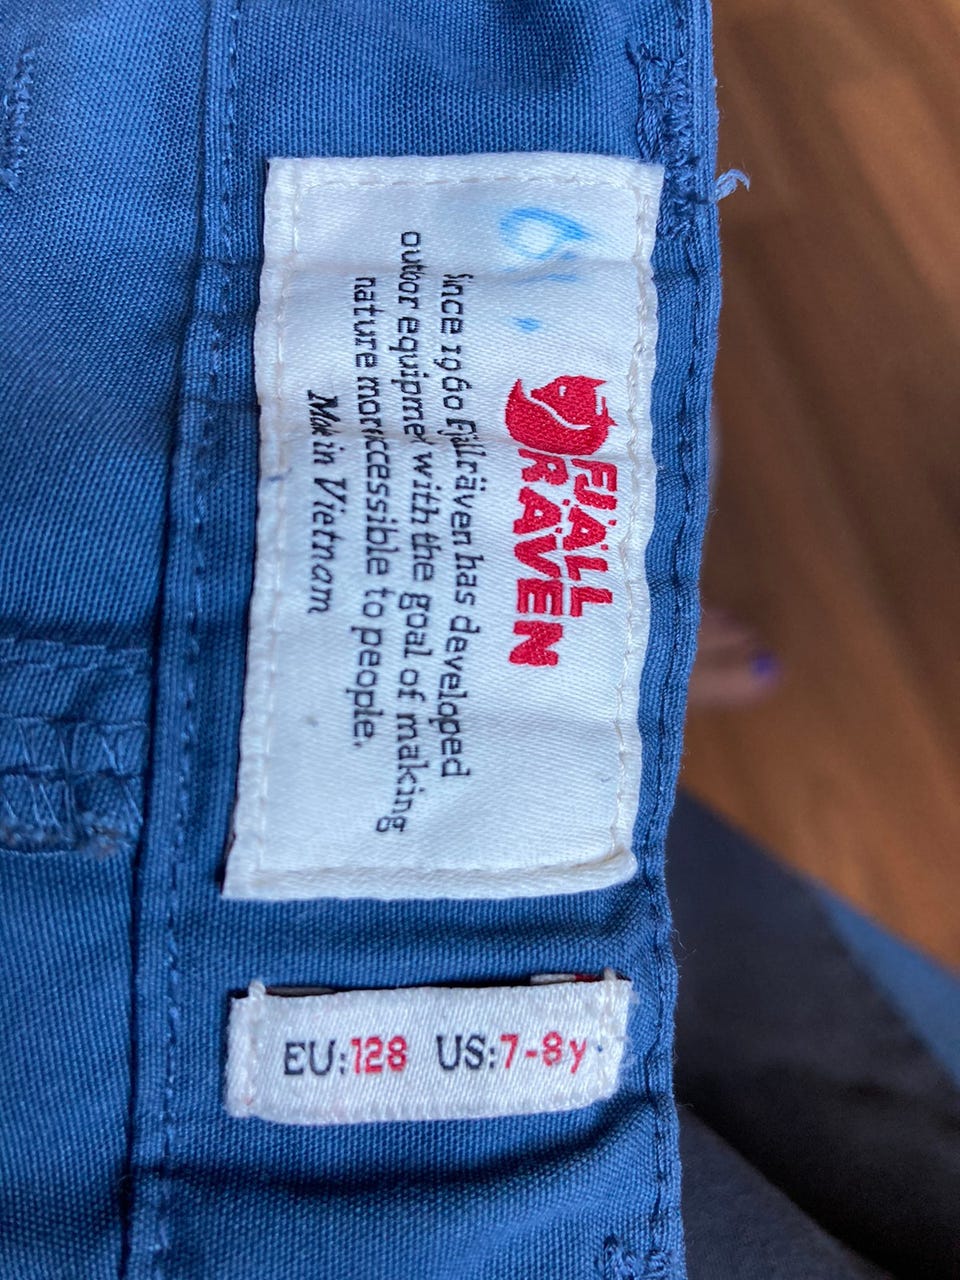 FJÄLL
RÄVEN
Since 1960 Fjällräven has developed
outdoor equipment with the goal of making
nature more accessible to people.
Made in Vietnam
EU:128 US:7-8y